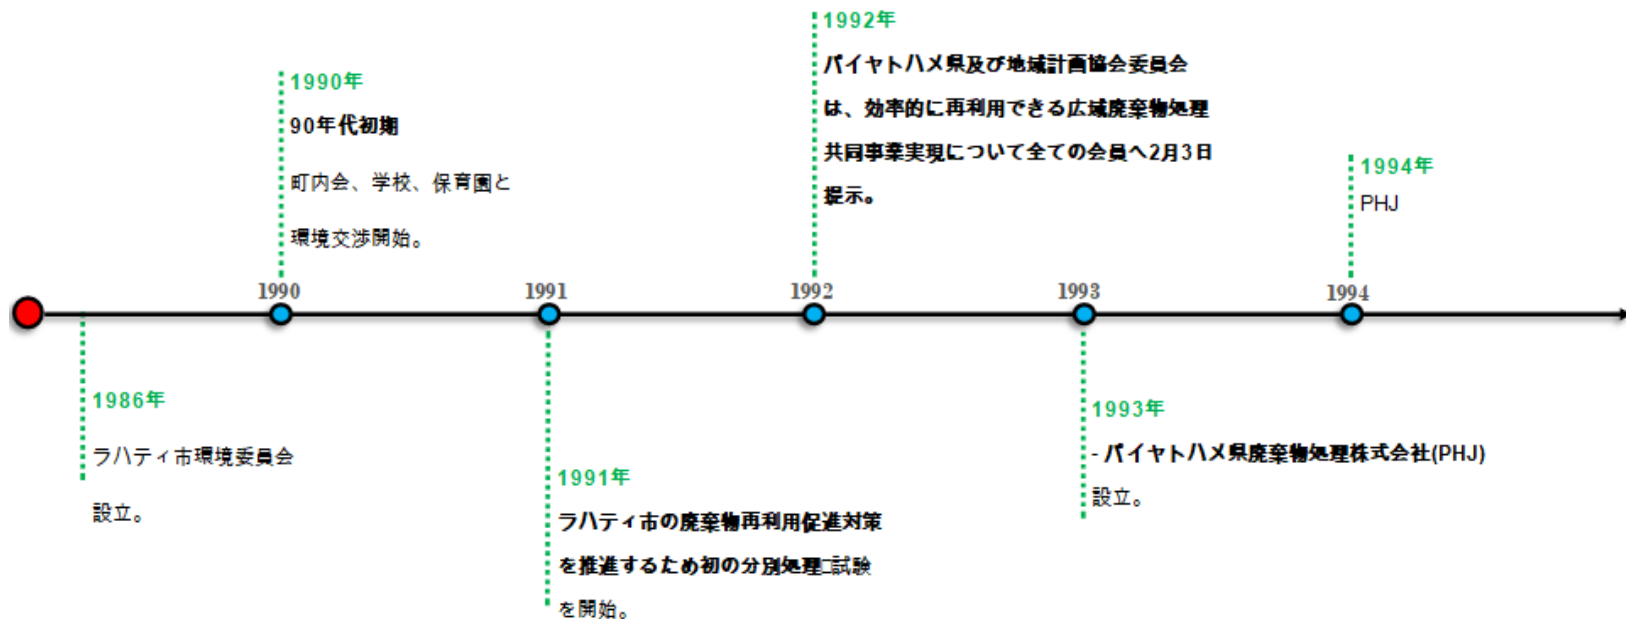 1990年
90年代初期
町内会、学校、保育園と
環境交渉開始。
1992年
パイヤトハメ県及び地域計画協会委員会
は、効率的に再利用できる広域廃棄物処理
共同事業実現について全ての会員へ2月3日
提示。
1994年
PHJ
1990
1991
1992
1993
1994
1986年
ラハティ市環境委員会
設立。
1991年
ラハティ市の廃棄物再利用促進対策
を推進するため初の分別処理□試験
を開始。
1993年
- パイヤトハメ県廃棄物処理株式会社(PHJ)
設立。